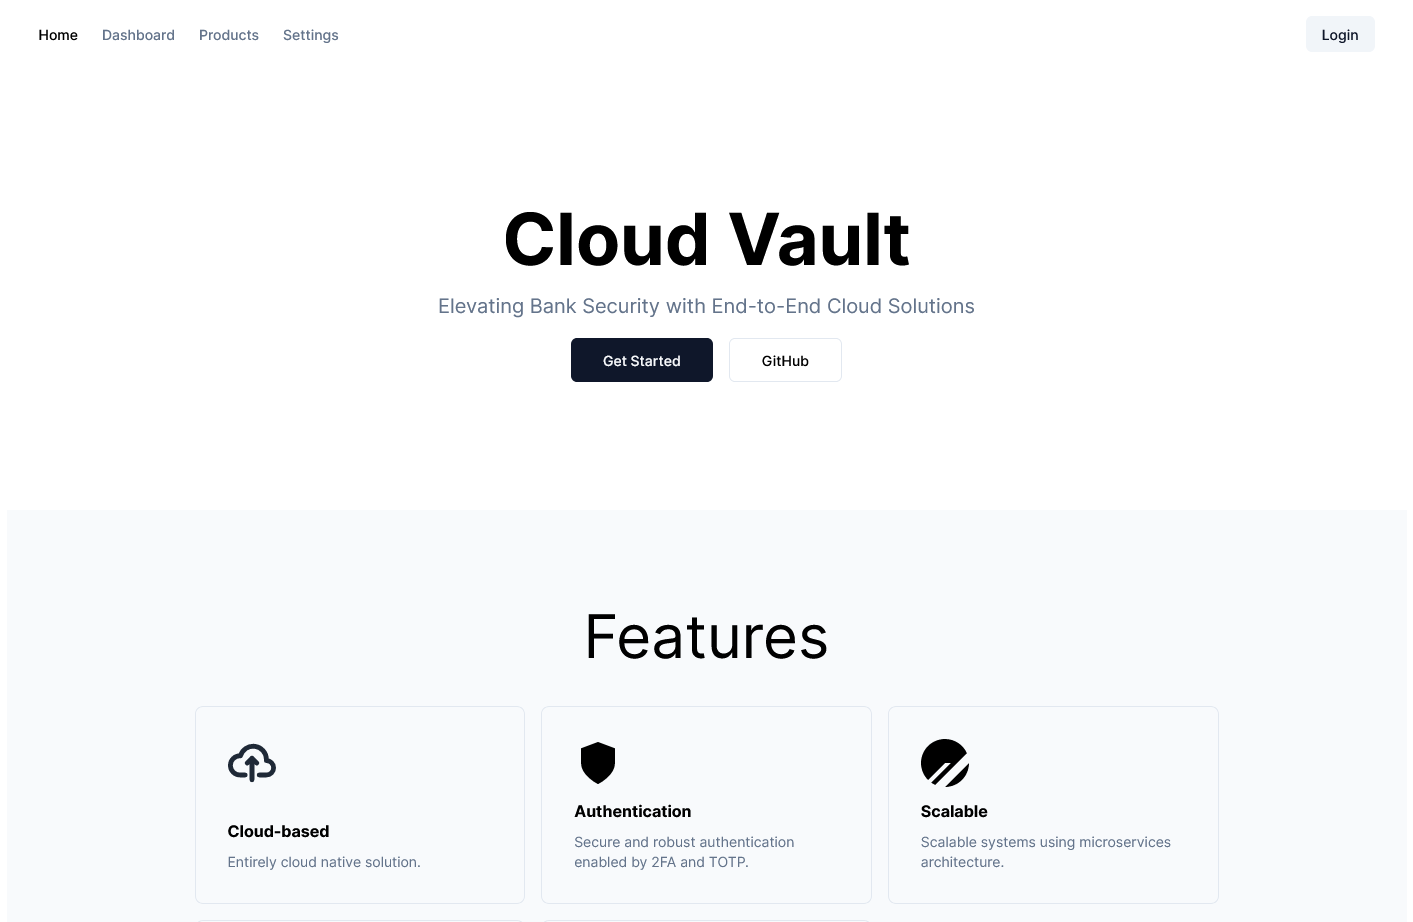 Home Dashboard Products Settings Login
Cloud Vault
Elevating Bank Security with End-to-End Cloud Solutions
Get Started GitHub
Features
Cloud-based
Entirely cloud native solution.
Authentication
Secure and robust authentication
enabled by 2FA and TOTP.
Scalable
Scalable systems using microservices
architecture.